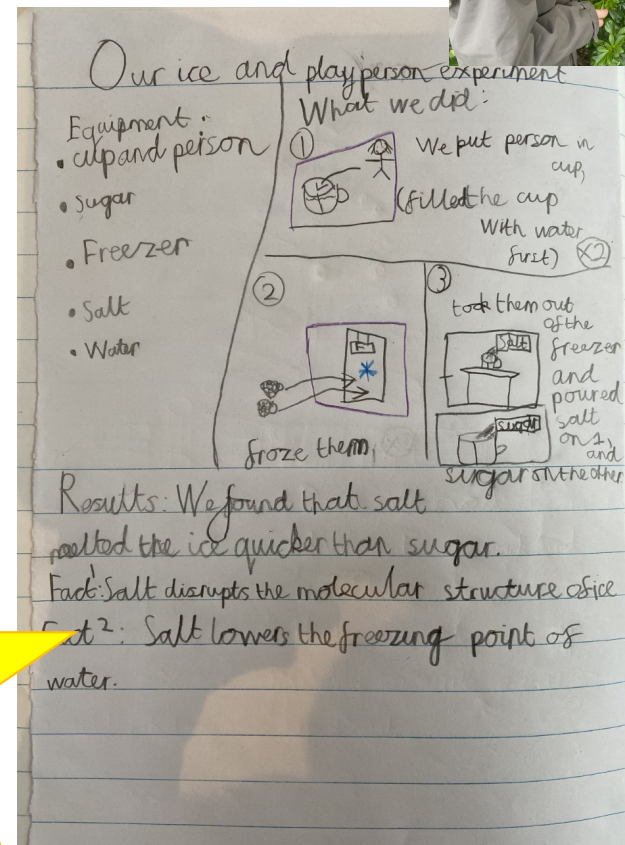 Our ice and playperson experiment
Equipment:
• cup and person
• Sugar
• Freezer
• Salt
• Water
What we did:
①
We put person in
cup,
(filled the cup
with water
first) x2
②
froze them,
③
took them out
of the
freezer
and
poured
salt
on 1,
and
sugar on the other
Salt
sugar
Results: We found that salt
melted the ice quicker than sugar.
Fact¹: Salt disrupts the molecular structure of ice
Fact²: Salt lowers the freezing point of
water.